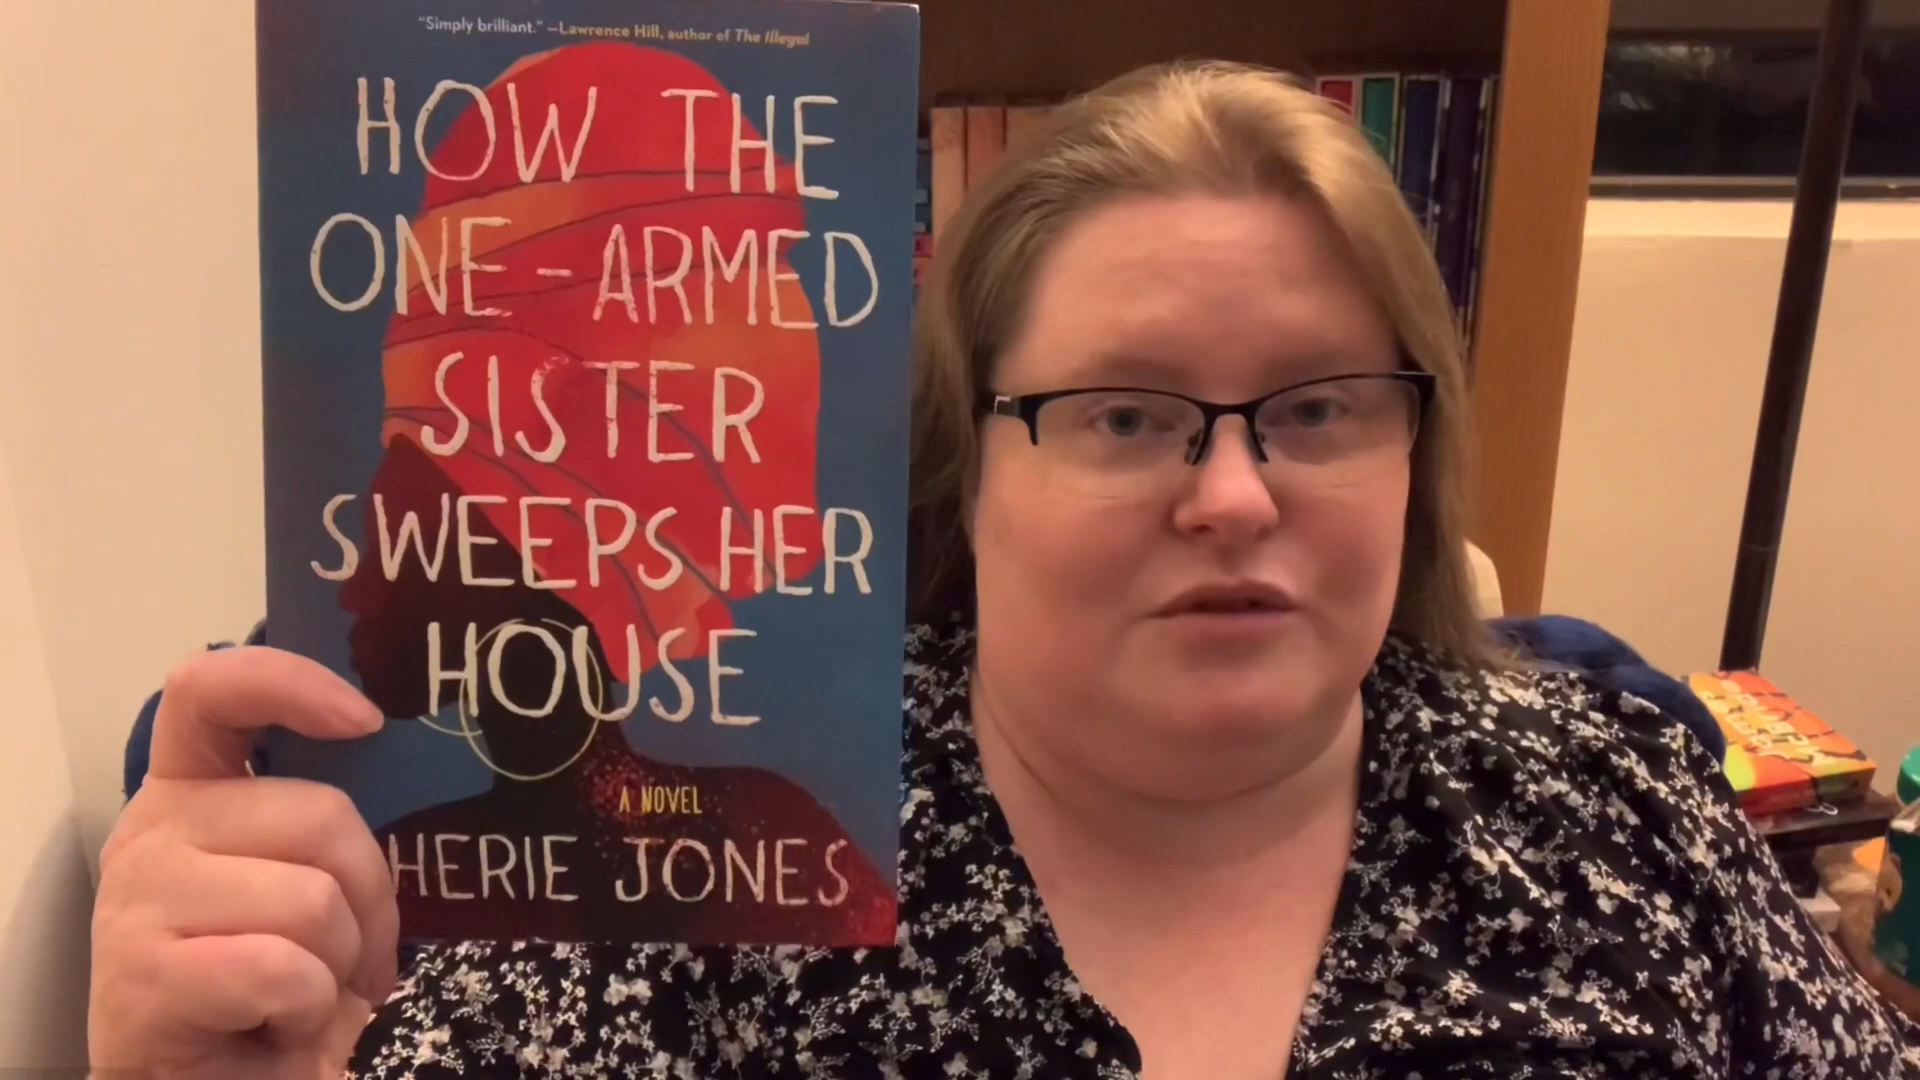 "Simply brilliant." —Lawrence Hill, author of The Illegal
HOW THE
ONE-ARMED
SISTER
SWEEPS HER
HOUSE
A NOVEL
HERIE JONES